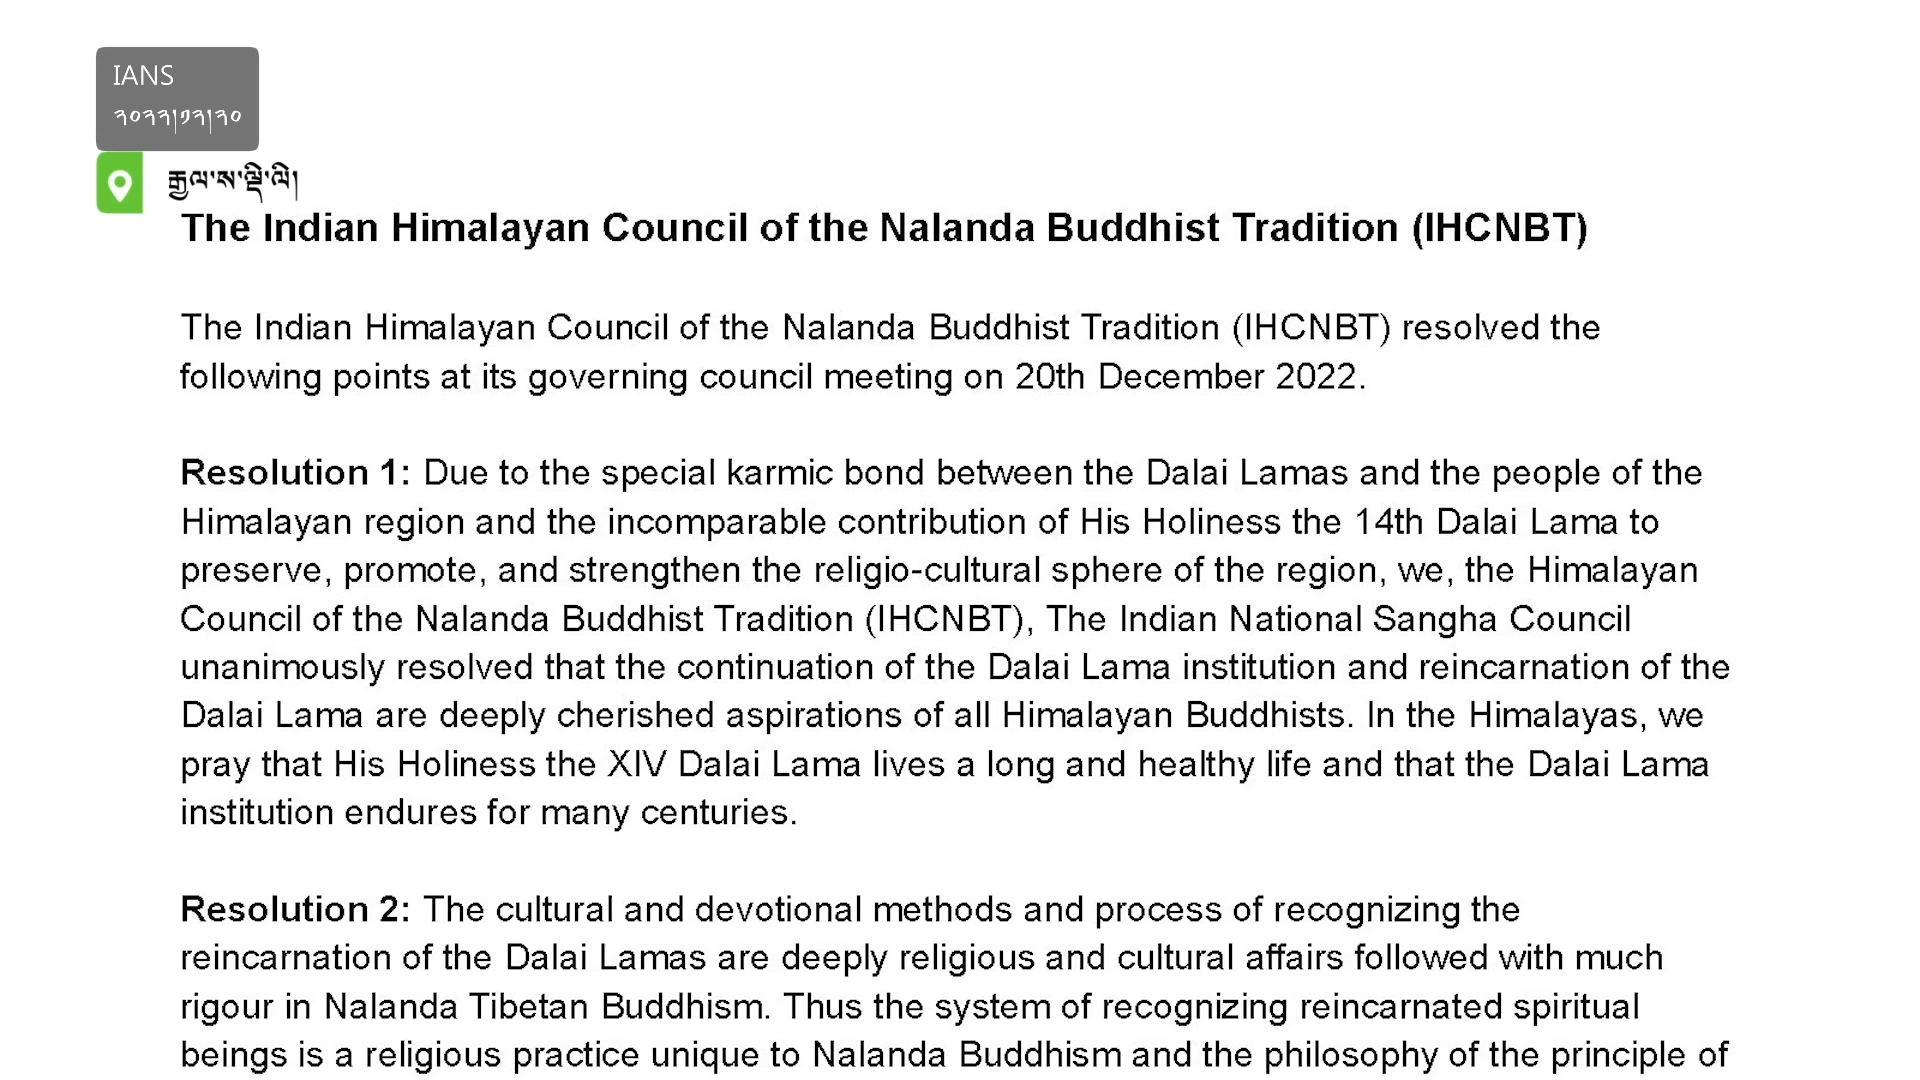 IANS
༢༠༢༢།༡༢།༢༠
རྒྱལ་ས་ལྡི་ལི།
The Indian Himalayan Council of the Nalanda Buddhist Tradition (IHCNBT)
The Indian Himalayan Council of the Nalanda Buddhist Tradition (IHCNBT) resolved the
following points at its governing council meeting on 20th December 2022.
Resolution 1: Due to the special karmic bond between the Dalai Lamas and the people of the
Himalayan region and the incomparable contribution of His Holiness the 14th Dalai Lama to
preserve, promote, and strengthen the religio-cultural sphere of the region, we, the Himalayan
Council of the Nalanda Buddhist Tradition (IHCNBT), The Indian National Sangha Council
unanimously resolved that the continuation of the Dalai Lama institution and reincarnation of the
Dalai Lama are deeply cherished aspirations of all Himalayan Buddhists. In the Himalayas, we
pray that His Holiness the XIV Dalai Lama lives a long and healthy life and that the Dalai Lama
institution endures for many centuries.
Resolution 2: The cultural and devotional methods and process of recognizing the
reincarnation of the Dalai Lamas are deeply religious and cultural affairs followed with much
rigour in Nalanda Tibetan Buddhism. Thus the system of recognizing reincarnated spiritual
beings is a religious practice unique to Nalanda Buddhism and the philosophy of the principle of